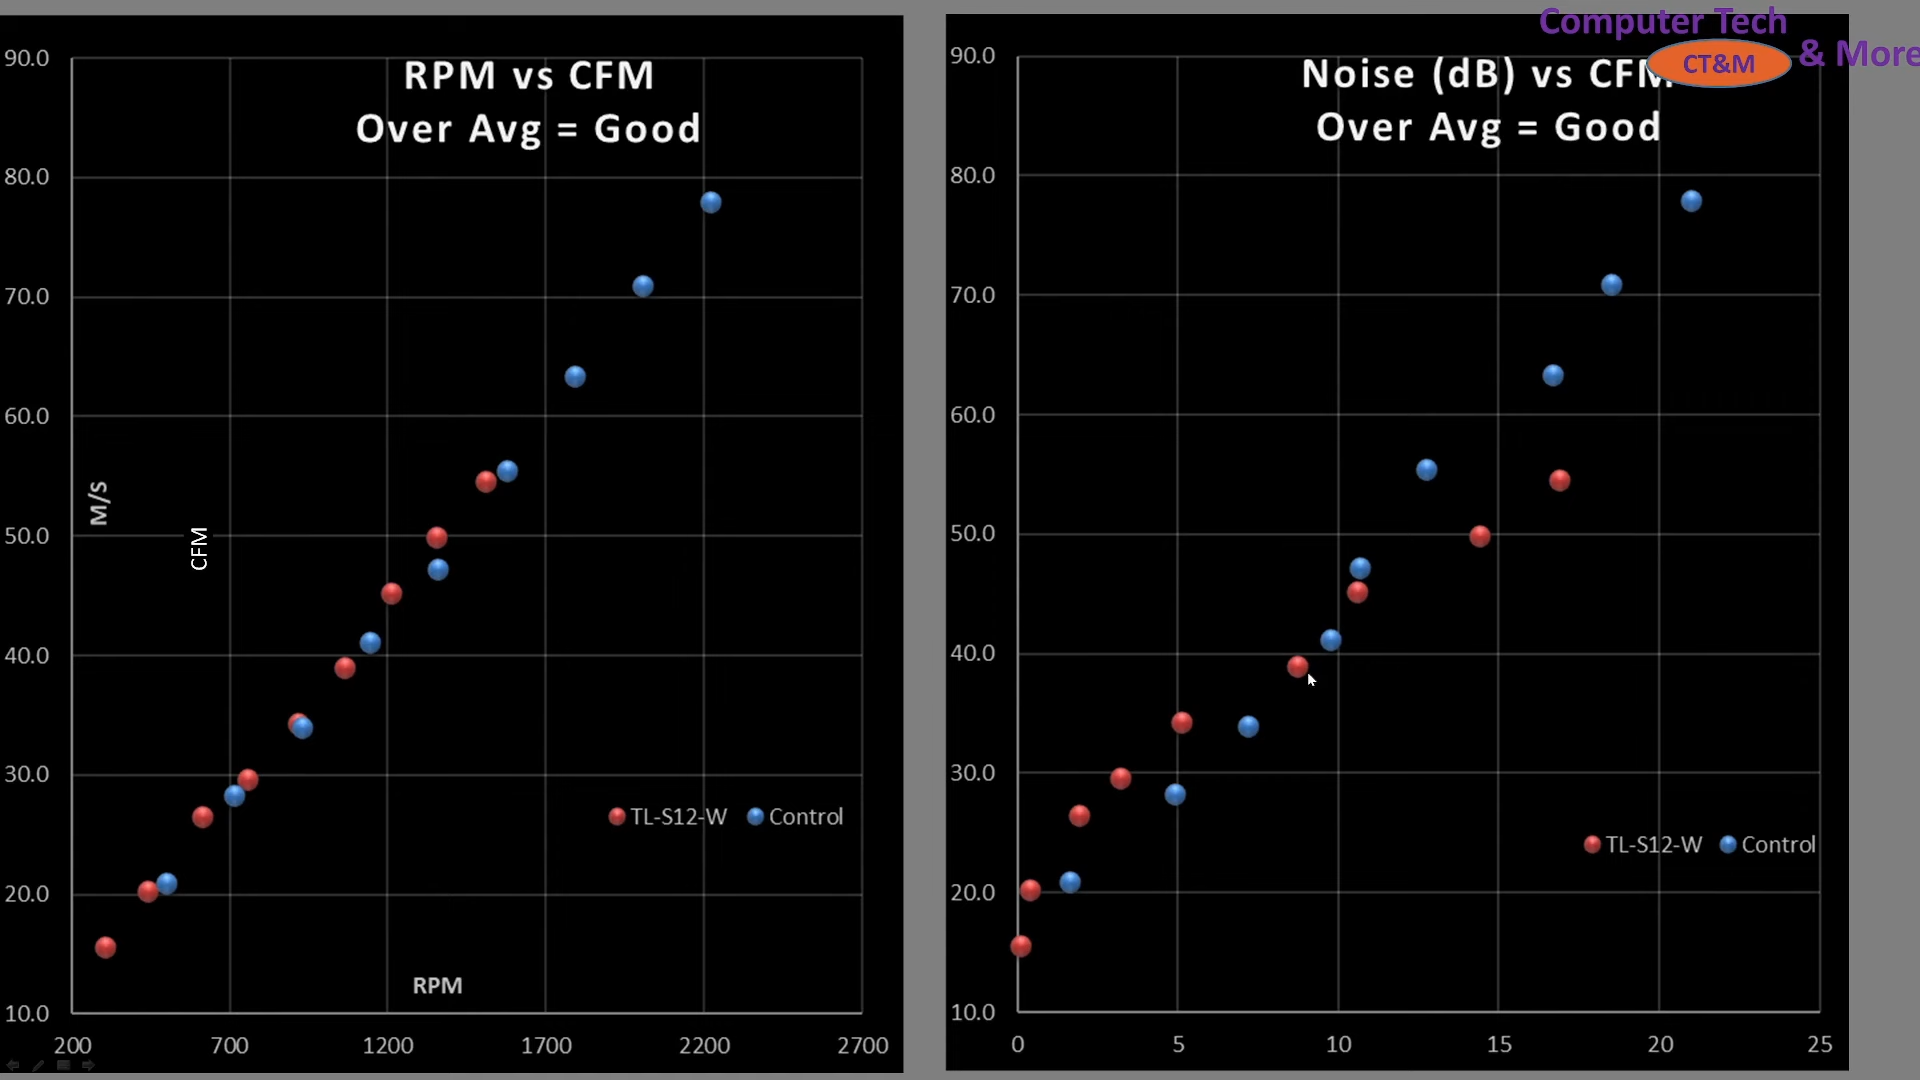 Computer Tech
CT&M & More
RPM vs CFM
Over Avg = Good
90.0
80.0
70.0
60.0
50.0
40.0
30.0
20.0
10.0
M/S
CFM
TL-S12-W Control
RPM
200 700 1200 1700 2200 2700
Noise (dB) vs CFM
Over Avg = Good
90.0
80.0
70.0
60.0
50.0
40.0
30.0
20.0
10.0
TL-S12-W Control
0 5 10 15 20 25